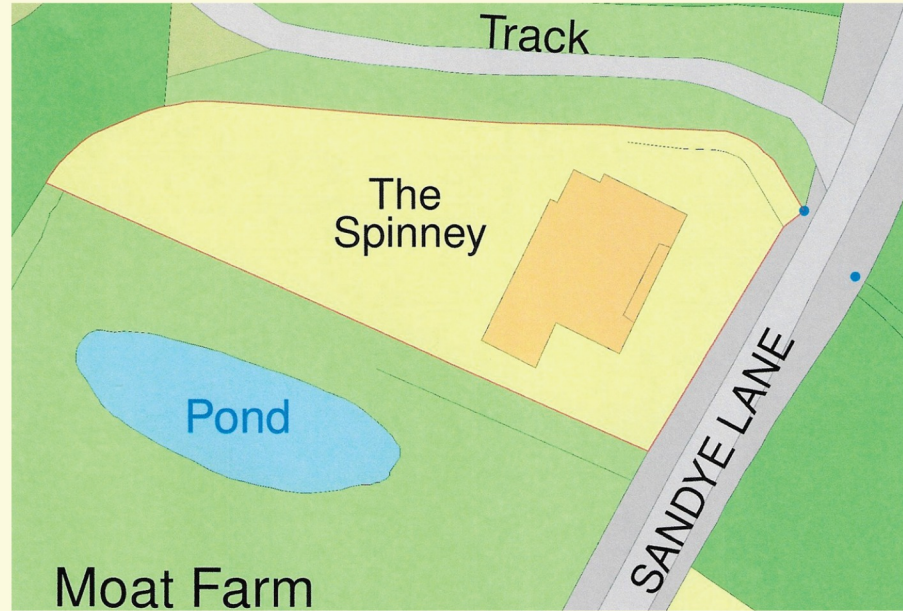 Track
The
Spinney
Pond
SANDYE LANE
Moat Farm